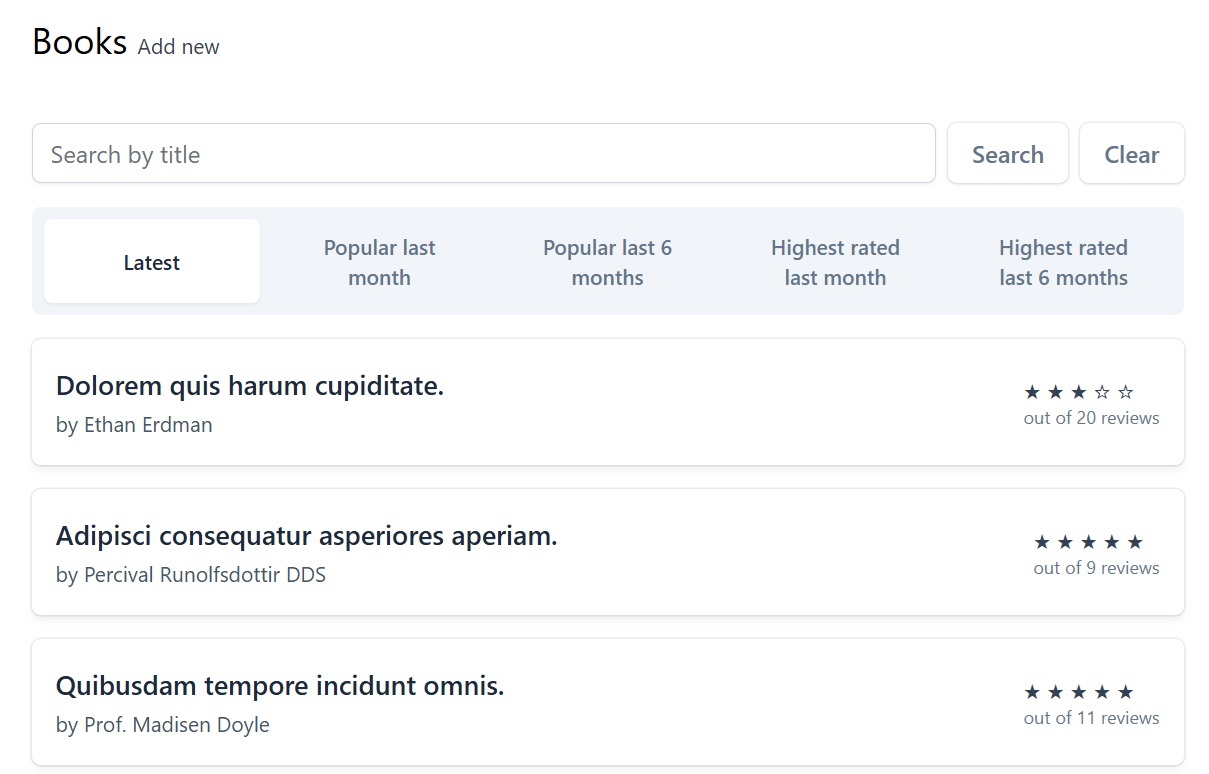 Books Add new
Search by title Search Clear
Latest
Popular last
month
Popular last 6
months
Highest rated
last month
Highest rated
last 6 months
Dolorem quis harum cupiditate.
by Ethan Erdman
★ ★ ★ ☆ ☆
out of 20 reviews
Adipisci consequatur asperiores aperiam.
by Percival Runolfsdottir DDS
★ ★ ★ ★ ★
out of 9 reviews
Quibusdam tempore incidunt omnis.
by Prof. Madisen Doyle
★ ★ ★ ★ ★
out of 11 reviews